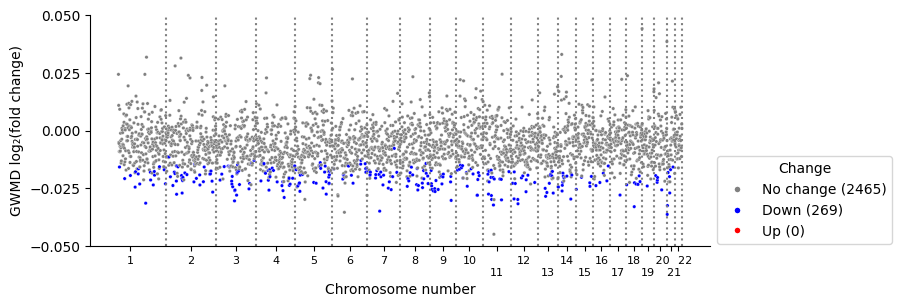 0.050
0.025
0.000
−0.025
−0.050
GWMD log₂(fold change)
1 2 3 4 5 6 7 8 9 10 12 14 16 18 20 22
11 13 15 17 19 21
Chromosome number
Change
No change (2465)
Down (269)
Up (0)